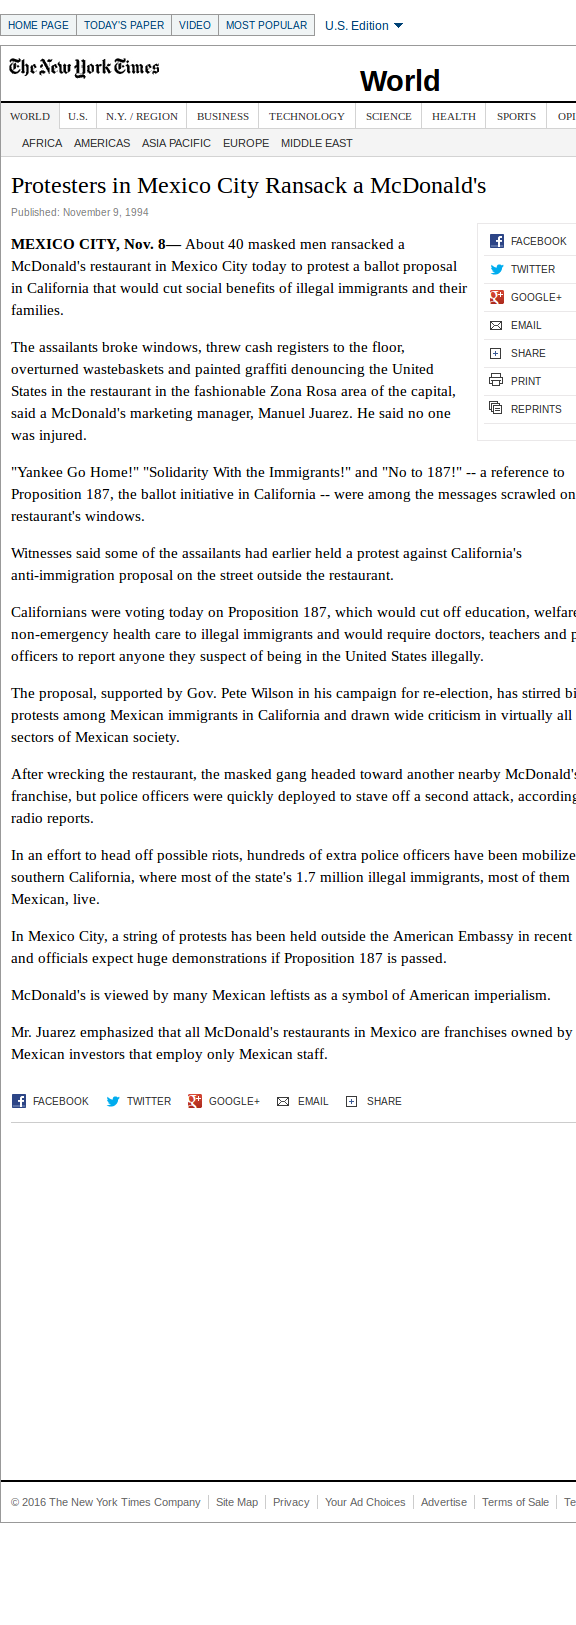 HOME PAGE TODAY'S PAPER VIDEO MOST POPULAR U.S. Edition
The New York Times
World
WORLD U.S. N.Y. / REGION BUSINESS TECHNOLOGY SCIENCE HEALTH SPORTS OPI
AFRICA AMERICAS ASIA PACIFIC EUROPE MIDDLE EAST
Protesters in Mexico City Ransack a McDonald's
Published: November 9, 1994
MEXICO CITY, Nov. 8— About 40 masked men ransacked a
McDonald's restaurant in Mexico City today to protest a ballot proposal
in California that would cut social benefits of illegal immigrants and their
families.
The assailants broke windows, threw cash registers to the floor,
overturned wastebaskets and painted graffiti denouncing the United
States in the restaurant in the fashionable Zona Rosa area of the capital,
said a McDonald's marketing manager, Manuel Juarez. He said no one
was injured.
FACEBOOK
TWITTER
GOOGLE+
EMAIL
SHARE
PRINT
REPRINTS
"Yankee Go Home!" "Solidarity With the Immigrants!" and "No to 187!" -- a reference to
Proposition 187, the ballot initiative in California -- were among the messages scrawled on
restaurant's windows.
Witnesses said some of the assailants had earlier held a protest against California's
anti-immigration proposal on the street outside the restaurant.
Californians were voting today on Proposition 187, which would cut off education, welfare
non-emergency health care to illegal immigrants and would require doctors, teachers and p
officers to report anyone they suspect of being in the United States illegally.
The proposal, supported by Gov. Pete Wilson in his campaign for re-election, has stirred bi
protests among Mexican immigrants in California and drawn wide criticism in virtually all
sectors of Mexican society.
After wrecking the restaurant, the masked gang headed toward another nearby McDonald's
franchise, but police officers were quickly deployed to stave off a second attack, according
radio reports.
In an effort to head off possible riots, hundreds of extra police officers have been mobilize
southern California, where most of the state's 1.7 million illegal immigrants, most of them
Mexican, live.
In Mexico City, a string of protests has been held outside the American Embassy in recent
and officials expect huge demonstrations if Proposition 187 is passed.
McDonald's is viewed by many Mexican leftists as a symbol of American imperialism.
Mr. Juarez emphasized that all McDonald's restaurants in Mexico are franchises owned by
Mexican investors that employ only Mexican staff.
FACEBOOK TWITTER GOOGLE+ EMAIL SHARE
© 2016 The New York Times Company Site Map Privacy Your Ad Choices Advertise Terms of Sale Te